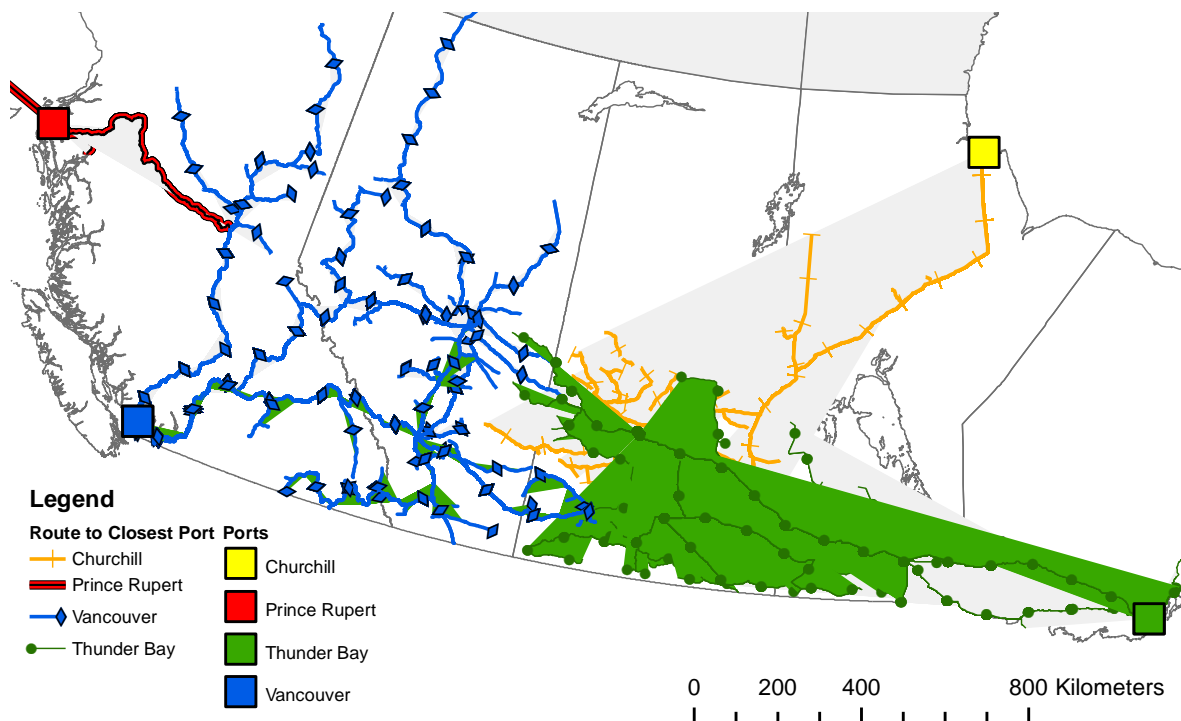 Legend
Route to Closest Port Ports
Churchill
Prince Rupert
Vancouver
Thunder Bay
Churchill
Prince Rupert
Thunder Bay
Vancouver
0 200 400 800 Kilometers